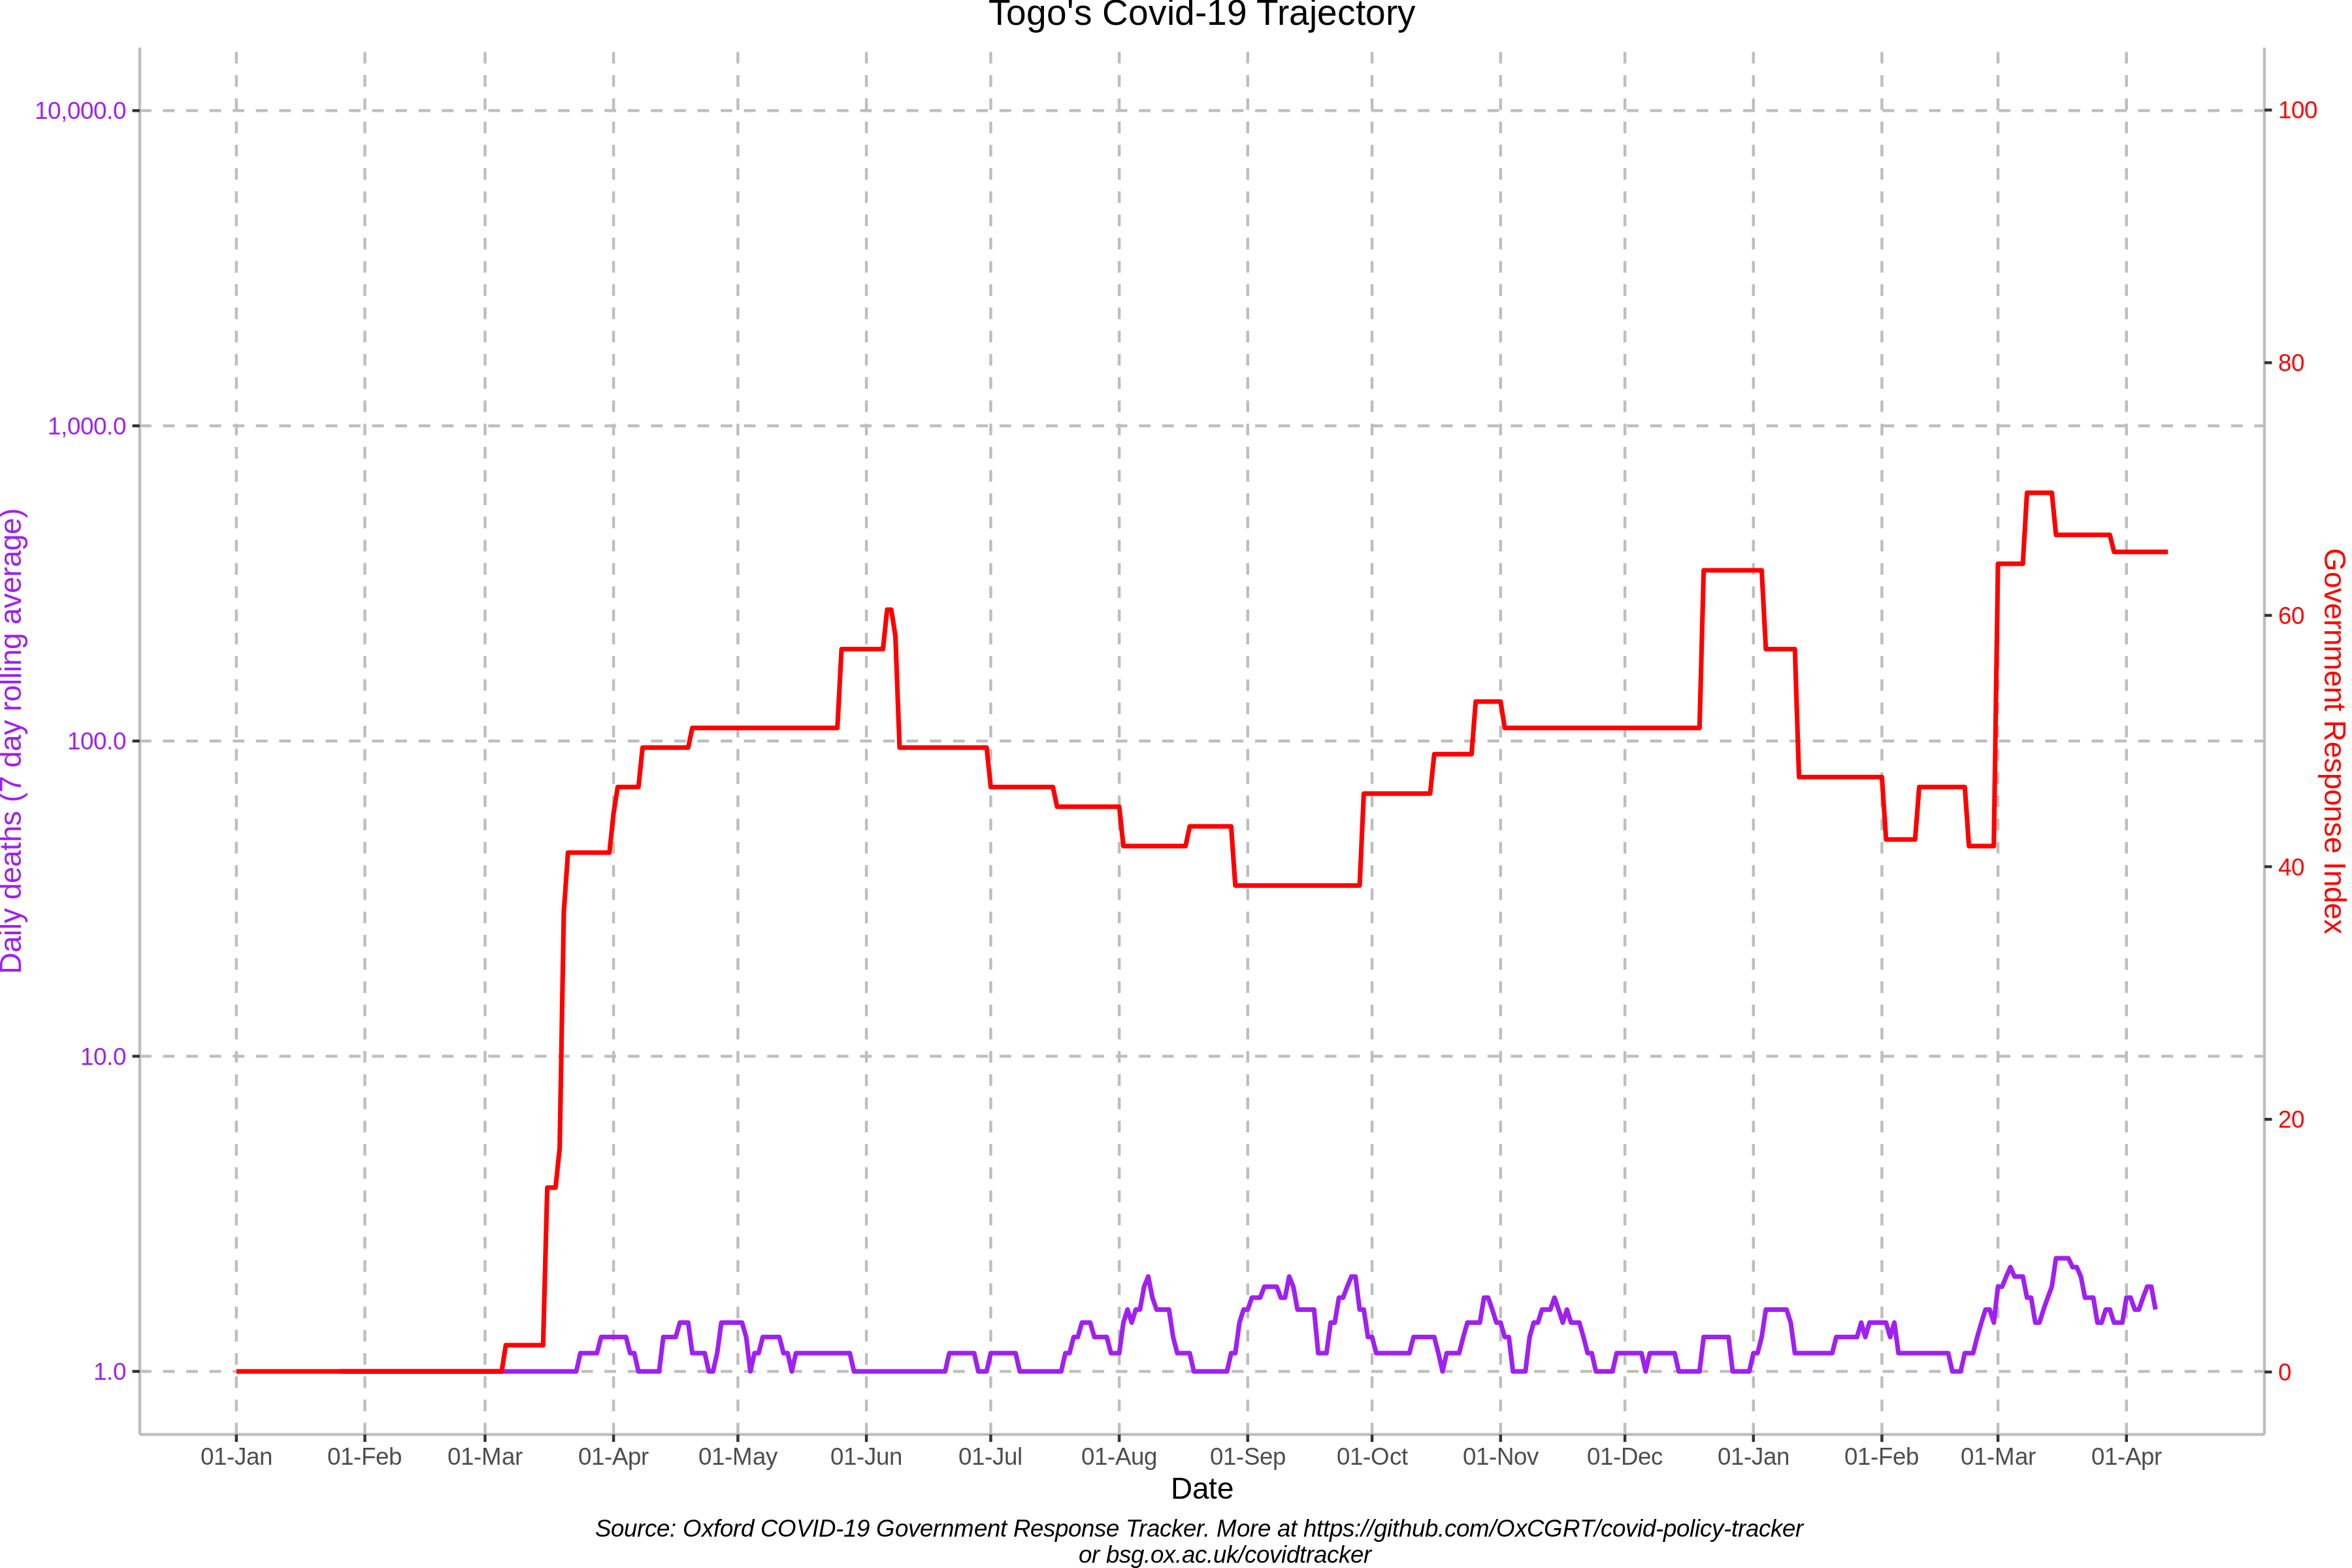 Togo's Covid-19 Trajectory
10,000.0
1,000.0
100.0
10.0
1.0
Daily deaths (7 day rolling average)
100
80
60
40
20
0
Government Response Index
01-Jan
01-Feb
01-Mar
01-Apr
01-May
01-Jun
01-Jul
01-Aug
01-Sep
01-Oct
01-Nov
01-Dec
01-Jan
01-Feb
01-Mar
01-Apr
Date
Source: Oxford COVID-19 Government Response Tracker. More at https://github.com/OxCGRT/covid-policy-tracker
or bsg.ox.ac.uk/covidtracker